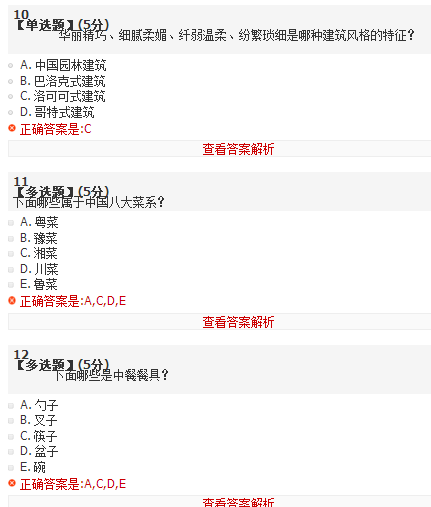 10
【单选题】(5分)
华丽精巧、细腻柔媚、纤弱温柔、纷繁琐细是哪种建筑风格的特征?
A. 中国园林建筑
B. 巴洛克式建筑
C. 洛可可式建筑
D. 哥特式建筑
正确答案是:C
查看答案解析
11
【多选题】(5分)
下面哪些属于中国八大菜系?
A. 粤菜
B. 豫菜
C. 湘菜
D. 川菜
E. 鲁菜
正确答案是:A,C,D,E
查看答案解析
12
【多选题】(5分)
下面哪些是中餐餐具?
A. 勺子
B. 叉子
C. 筷子
D. 盆子
E. 碗
正确答案是:A,C,D,E
查看答案解析